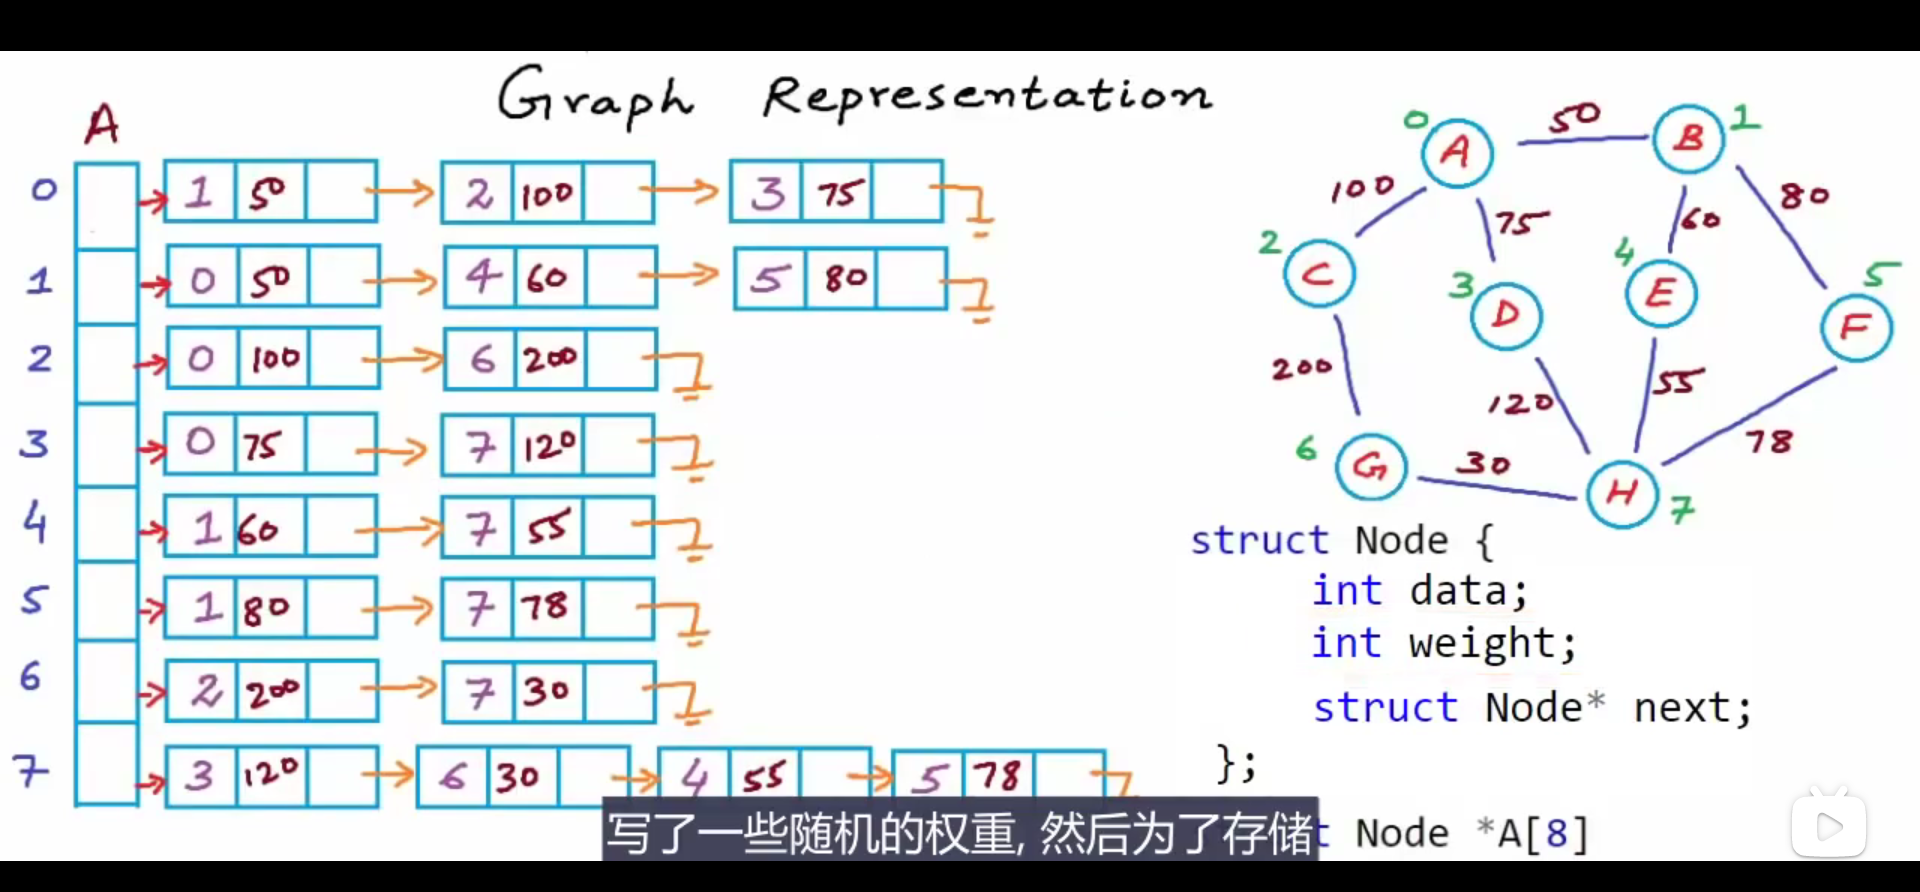 Graph Representation
A
0 1 50 2 100 3 75
1 0 50 4 60 5 80
2 0 100 6 200
3 0 75 7 120
4 1 60 7 55
5 1 80 7 78
6 2 200 7 30
7 3 120 6 30 4 55 5 78
0 A 50 B 1
100 75 60 80
2 C 3 D 4 E 5 F
200 120 55 78
6 G 30 H 7
struct Node {
int data;
int weight;
struct Node* next;
};
Node *A[8]
写了一些随机的权重, 然后为了存储